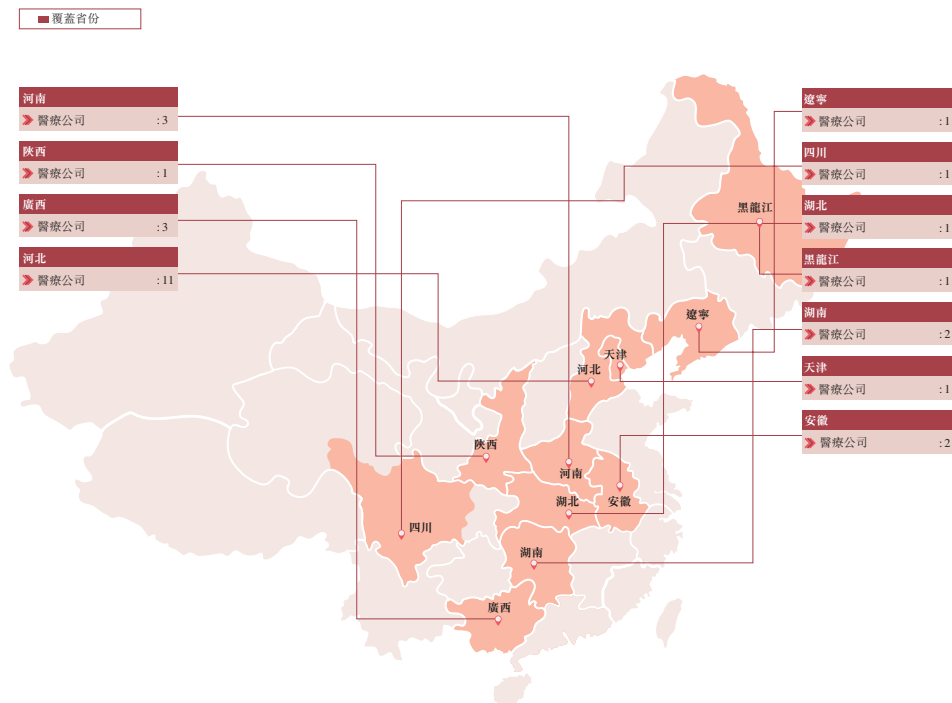 覆蓋省份
河南
醫療公司 :3
陝西
醫療公司 :1
廣西
醫療公司 :3
河北
醫療公司 :11
遼寧
醫療公司 :1
四川
醫療公司 :1
湖北
醫療公司 :1
黑龍江
醫療公司 :1
湖南
醫療公司 :2
天津
醫療公司 :1
安徽
醫療公司 :2
黑龍江
遼寧
天津
河北
陝西
河南
湖北
安徽
四川
湖南
廣西